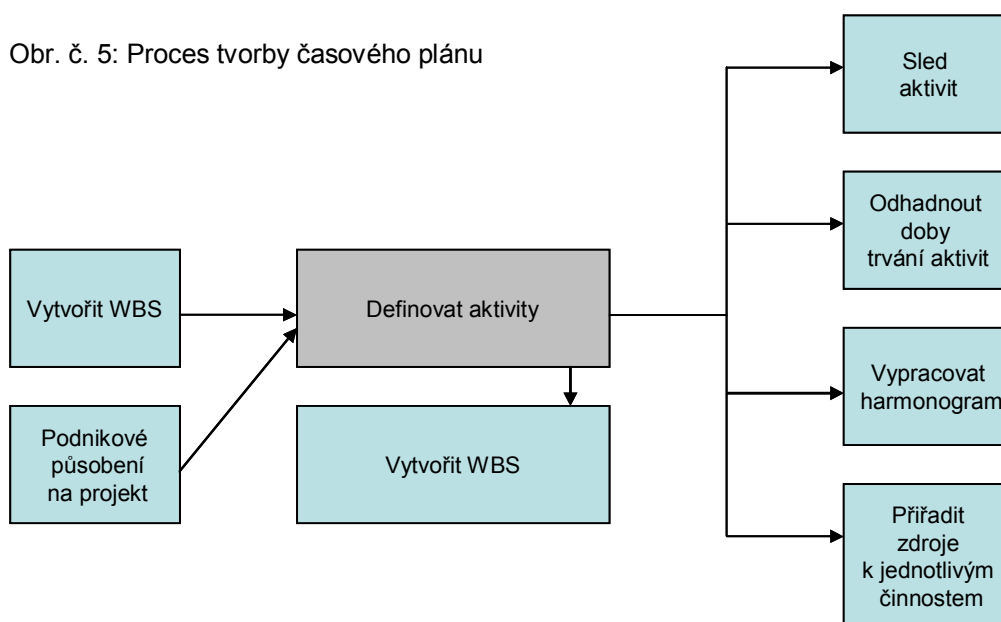 Obr. č. 5: Proces tvorby časového plánu
Sled
aktivit
Odhadnout
doby
trvání aktivit
Vytvořit WBS
Definovat aktivity
Vypracovat
harmonogram
Podnikové
působení
na projekt
Vytvořit WBS
Přiřadit
zdroje
k jednotlivým
činnostem